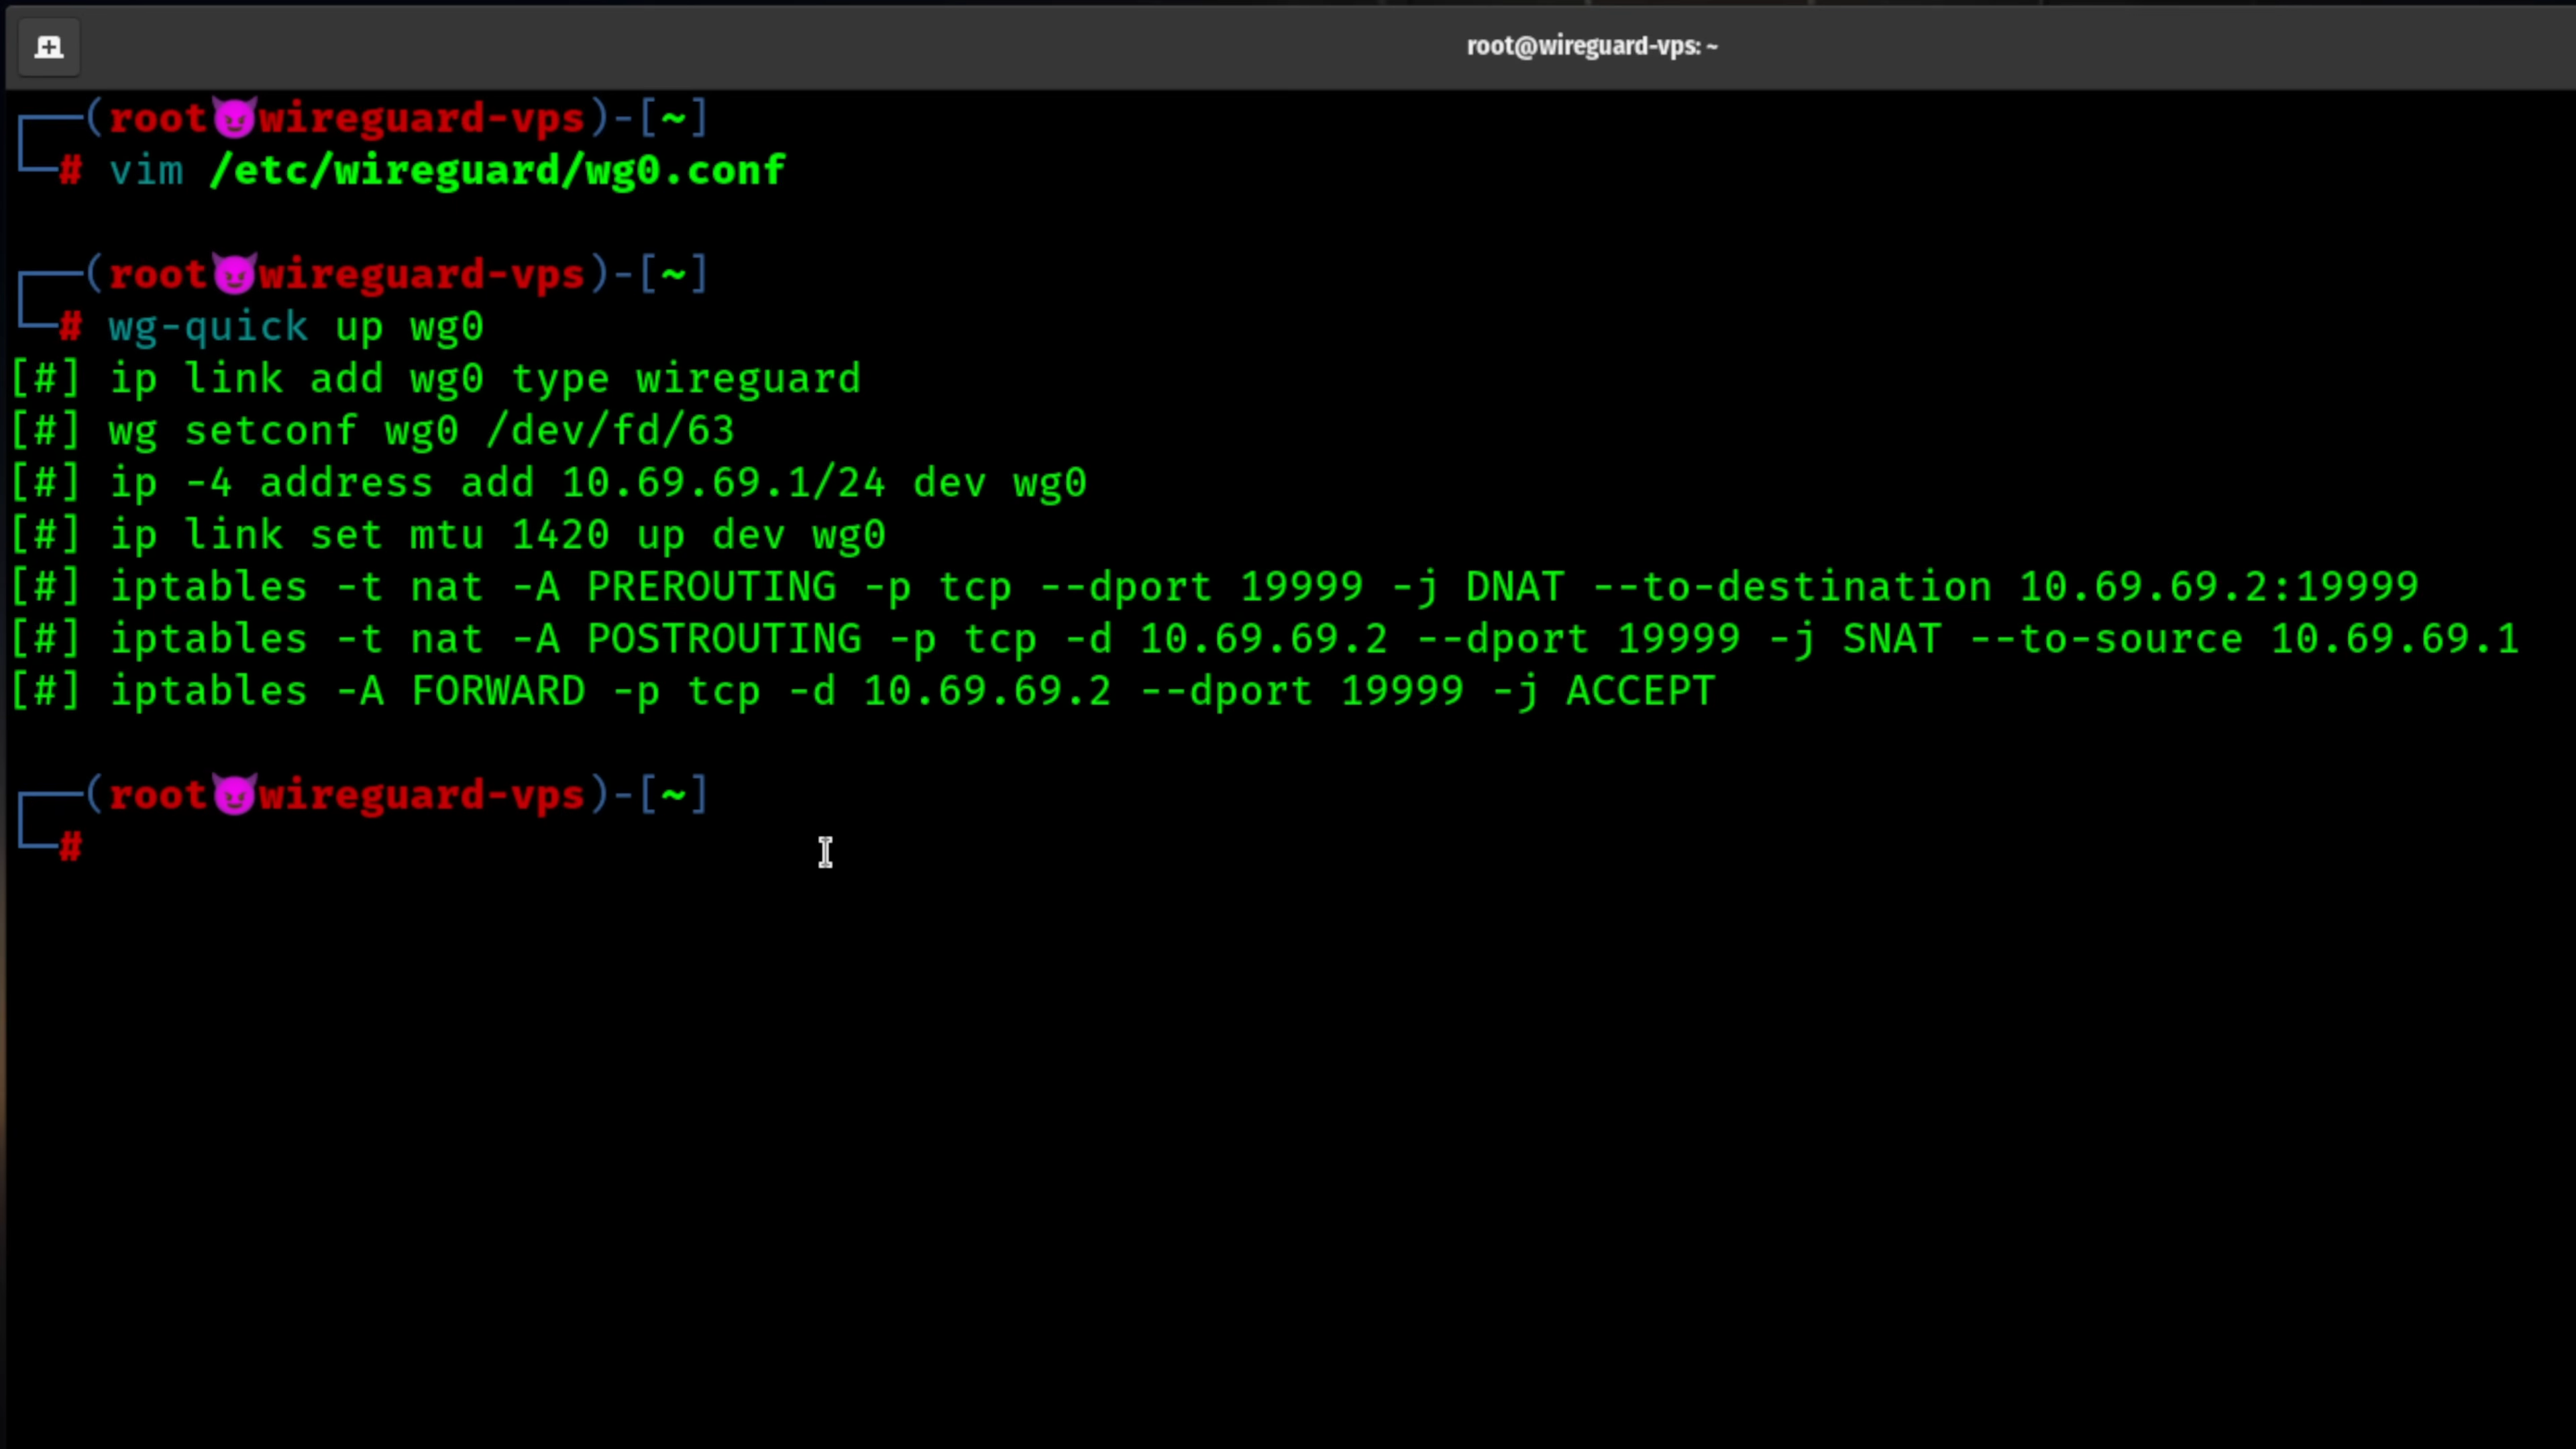 root@wireguard-vps: ~
┌──(root😈wireguard-vps)-[~]
└─# vim /etc/wireguard/wg0.conf
┌──(root😈wireguard-vps)-[~]
└─# wg-quick up wg0
[#] ip link add wg0 type wireguard
[#] wg setconf wg0 /dev/fd/63
[#] ip -4 address add 10.69.69.1/24 dev wg0
[#] ip link set mtu 1420 up dev wg0
[#] iptables -t nat -A PREROUTING -p tcp --dport 19999 -j DNAT --to-destination 10.69.69.2:19999
[#] iptables -t nat -A POSTROUTING -p tcp -d 10.69.69.2 --dport 19999 -j SNAT --to-source 10.69.69.1
[#] iptables -A FORWARD -p tcp -d 10.69.69.2 --dport 19999 -j ACCEPT
┌──(root😈wireguard-vps)-[~]
└─#